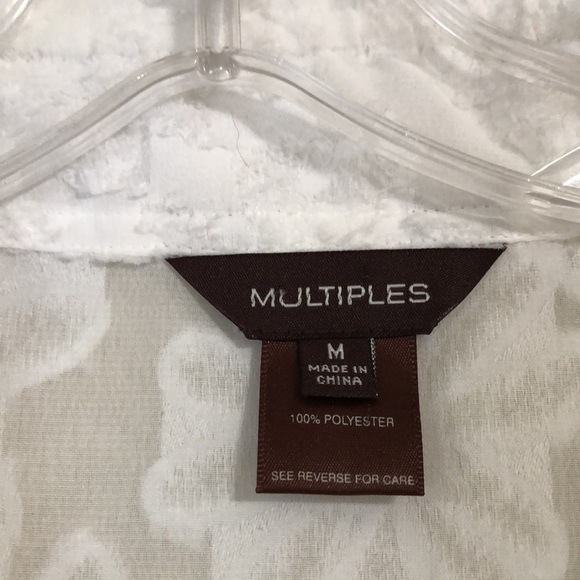 MULTIPLES
M
MADE IN
CHINA
100% POLYESTER
SEE REVERSE FOR CARE